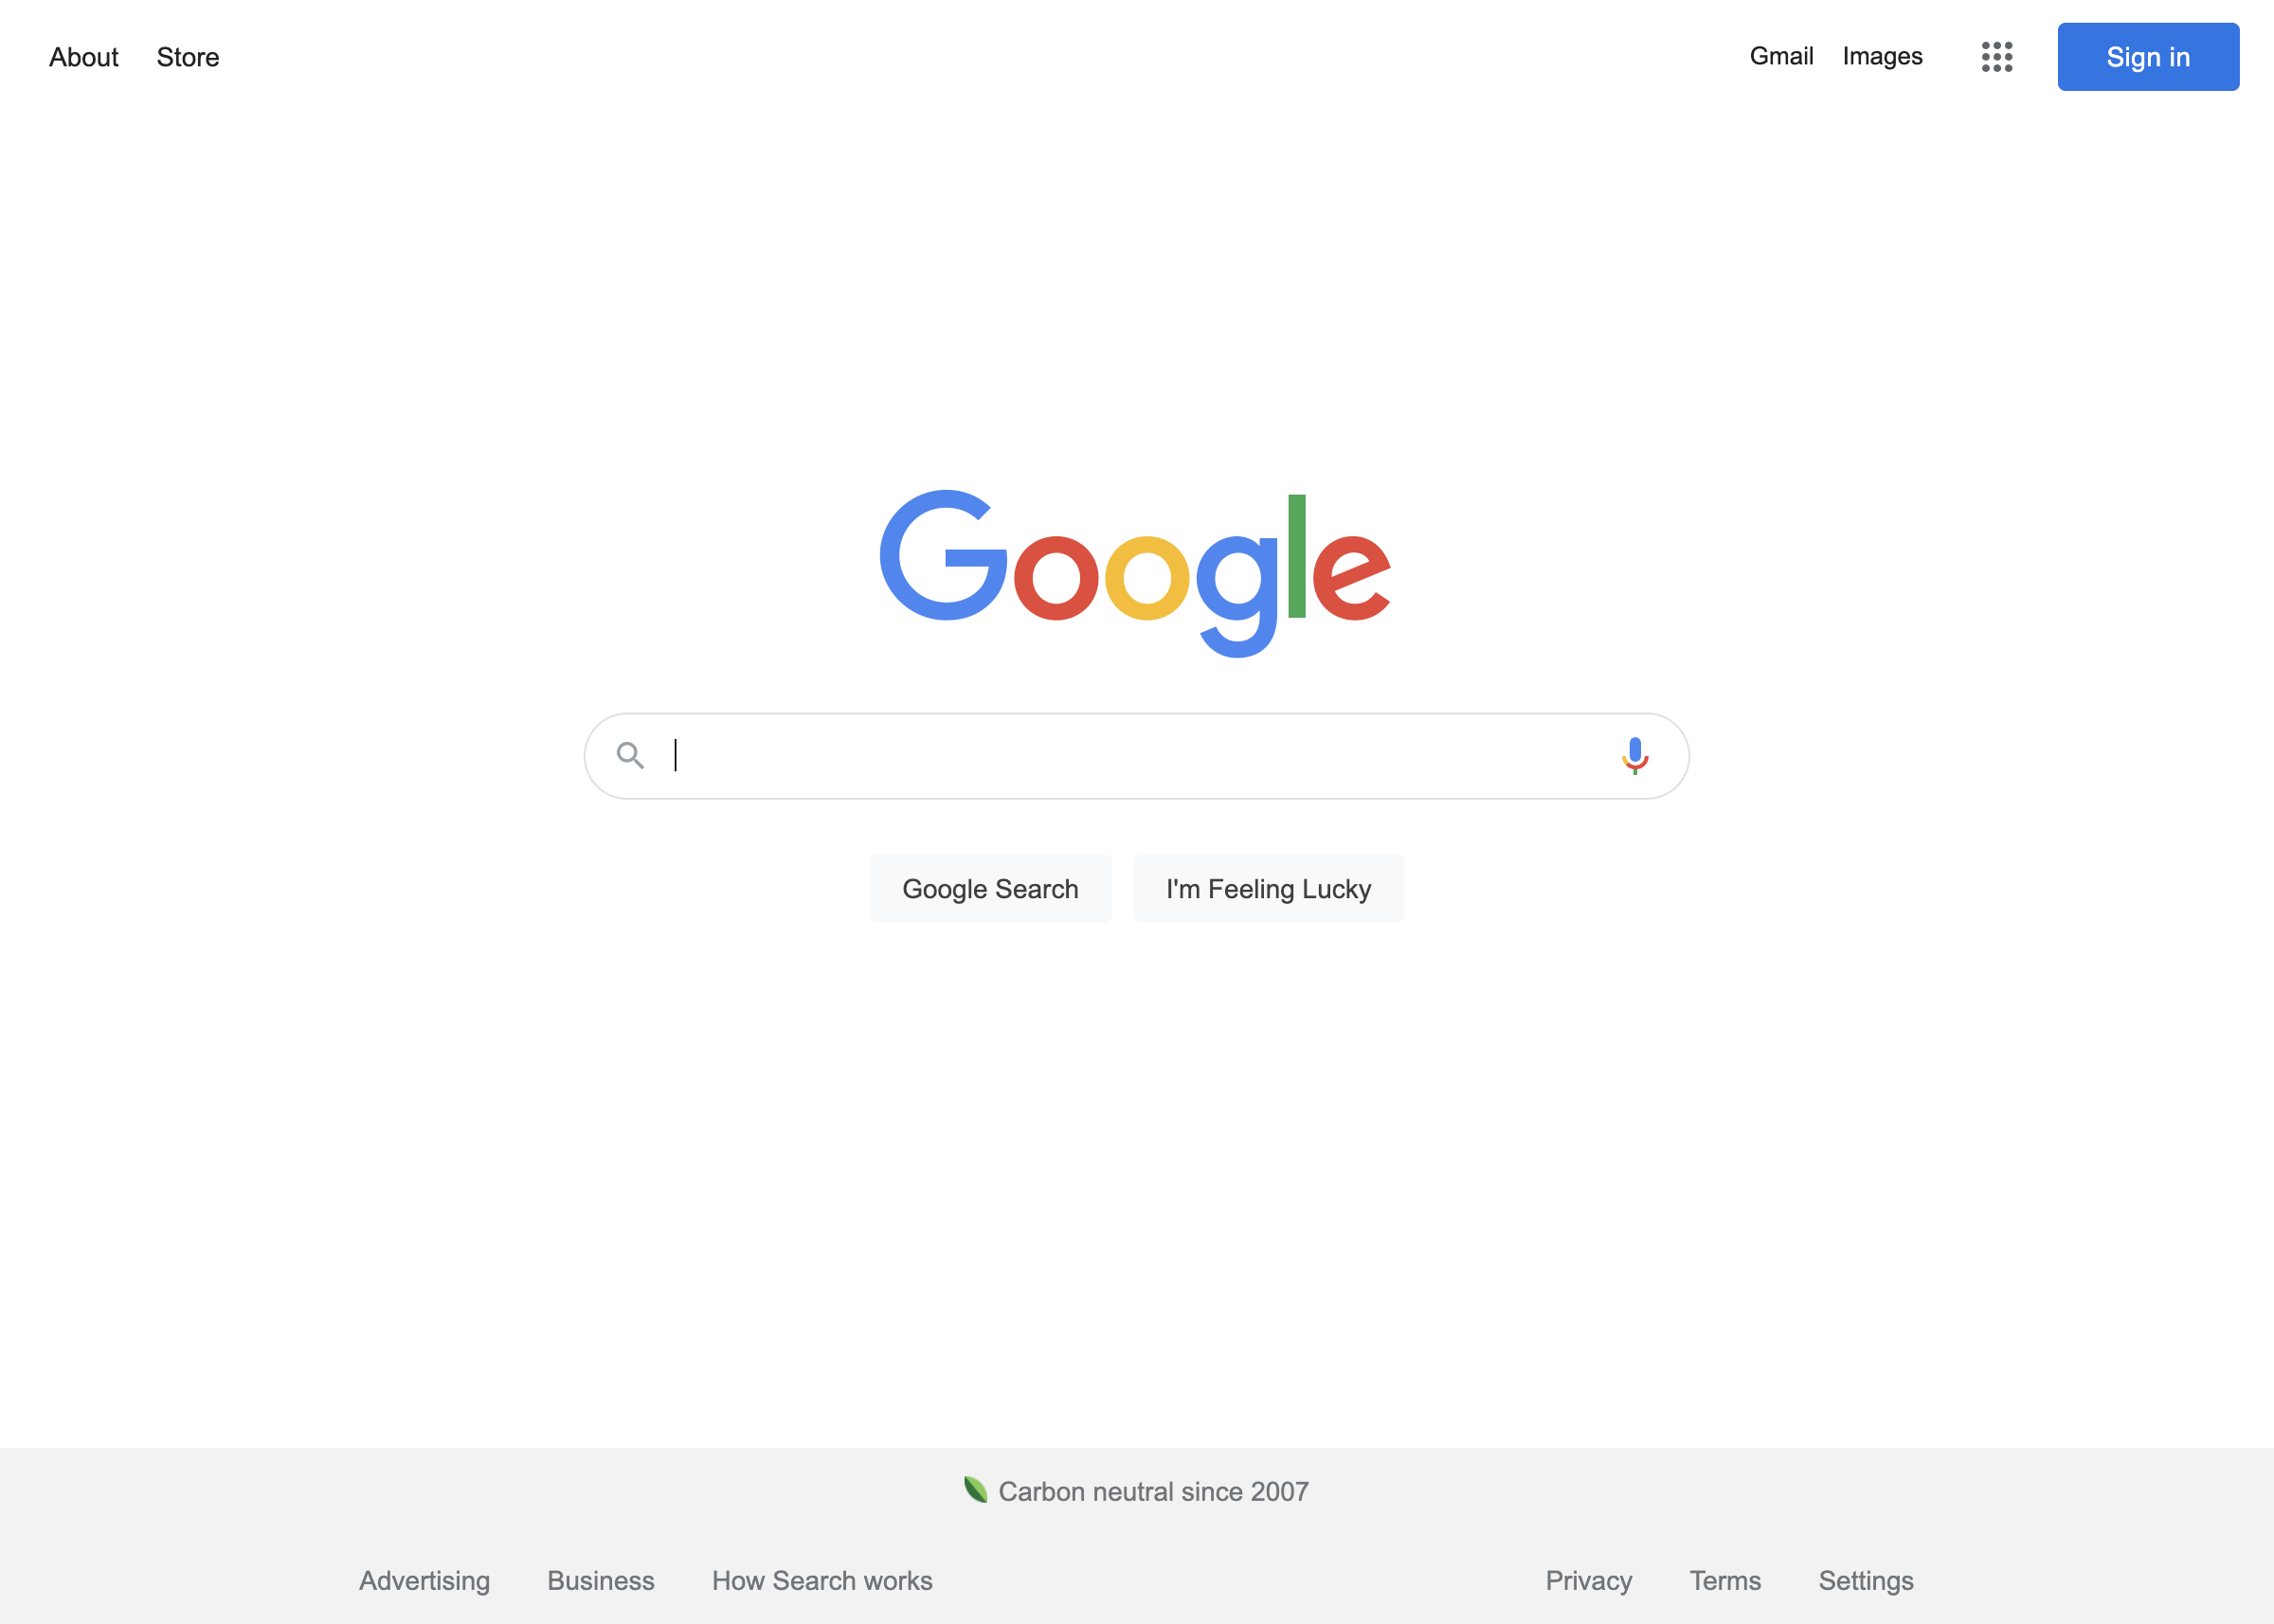 About Store Gmail Images Sign in
Google
Google Search I'm Feeling Lucky
Carbon neutral since 2007
Advertising Business How Search works Privacy Terms Settings